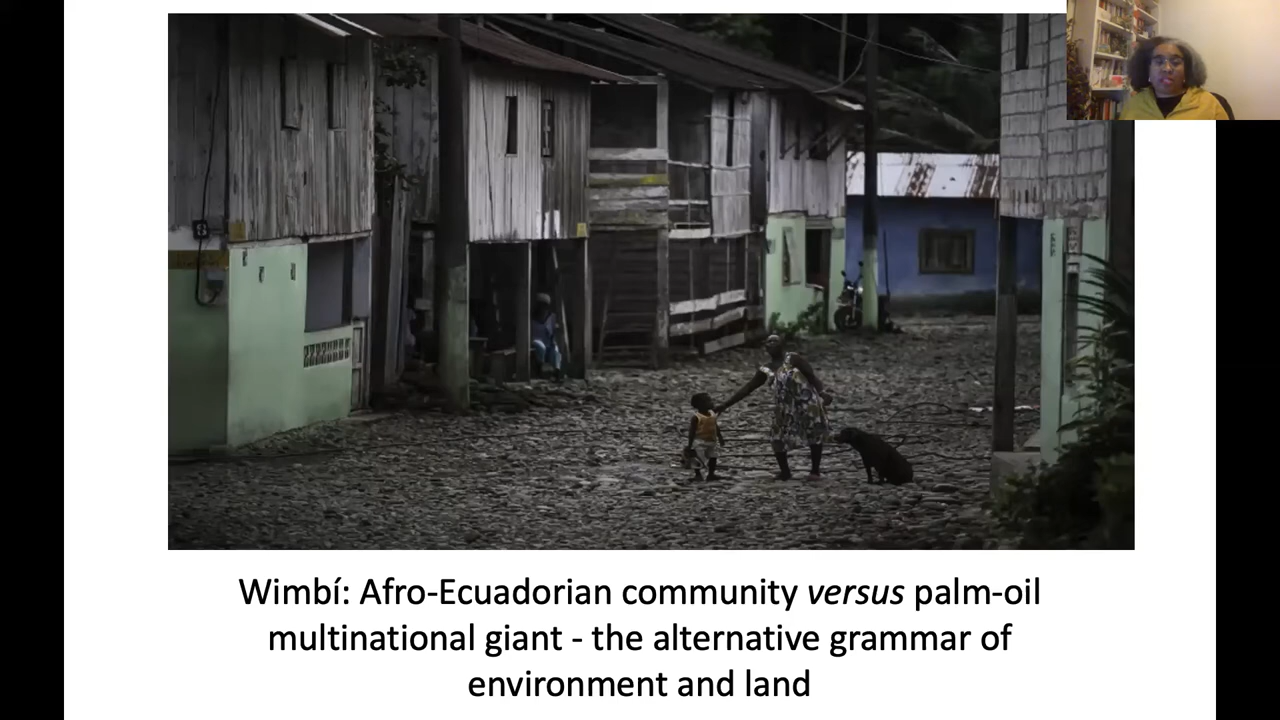 Wimbí: Afro-Ecuadorian community versus palm-oil
multinational giant - the alternative grammar of
environment and land